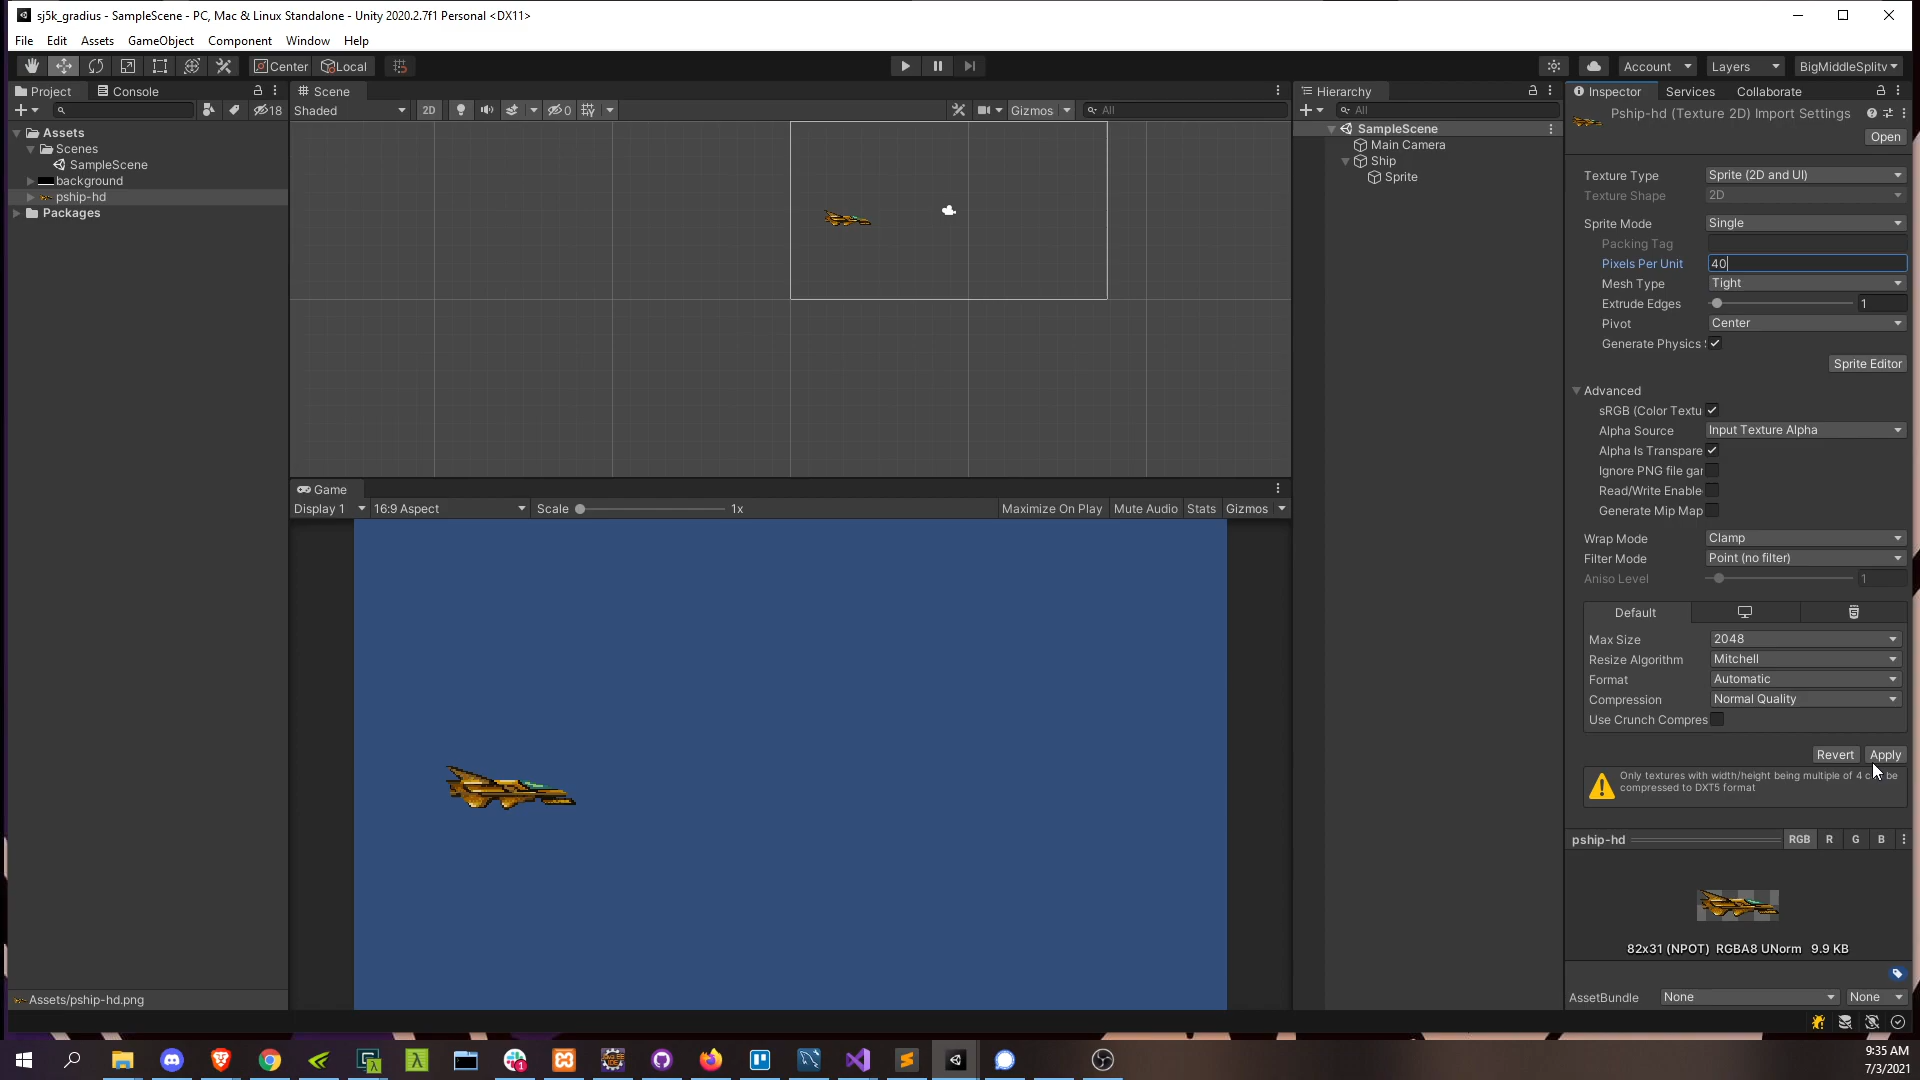 sj5k_gradius - SampleScene - PC, Mac & Linux Standalone - Unity 2020.2.7f1 Personal <DX11>
File Edit Assets GameObject Component Window Help
Center Local Account Layers BigMiddleSplitv
Project Console
18
Assets
Scenes
SampleScene
background
pship-hd
Packages
Assets/pship-hd.png
Scene
Shaded 2D 0 Gizmos All
Game
Display 1 16:9 Aspect Scale 1x Maximize On Play Mute Audio Stats Gizmos
Hierarchy
All
SampleScene
Main Camera
Ship
Sprite
Inspector Services Collaborate
Pship-hd (Texture 2D) Import Settings
Open
Texture Type Sprite (2D and UI)
Texture Shape 2D
Sprite Mode Single
Packing Tag
Pixels Per Unit 40
Mesh Type Tight
Extrude Edges 1
Pivot Center
Generate Physics
Sprite Editor
Advanced
sRGB (Color Textu
Alpha Source Input Texture Alpha
Alpha Is Transpare
Ignore PNG file gar
Read/Write Enable
Generate Mip Map
Wrap Mode Clamp
Filter Mode Point (no filter)
Aniso Level 1
Default
Max Size 2048
Resize Algorithm Mitchell
Format Automatic
Compression Normal Quality
Use Crunch Compres
Revert Apply
Only textures with width/height being multiple of 4 c be
compressed to DXT5 format
pship-hd RGB R G B
82x31 (NPOT) RGBA8 UNorm 9.9 KB
AssetBundle None None
9:35 AM
7/3/2021